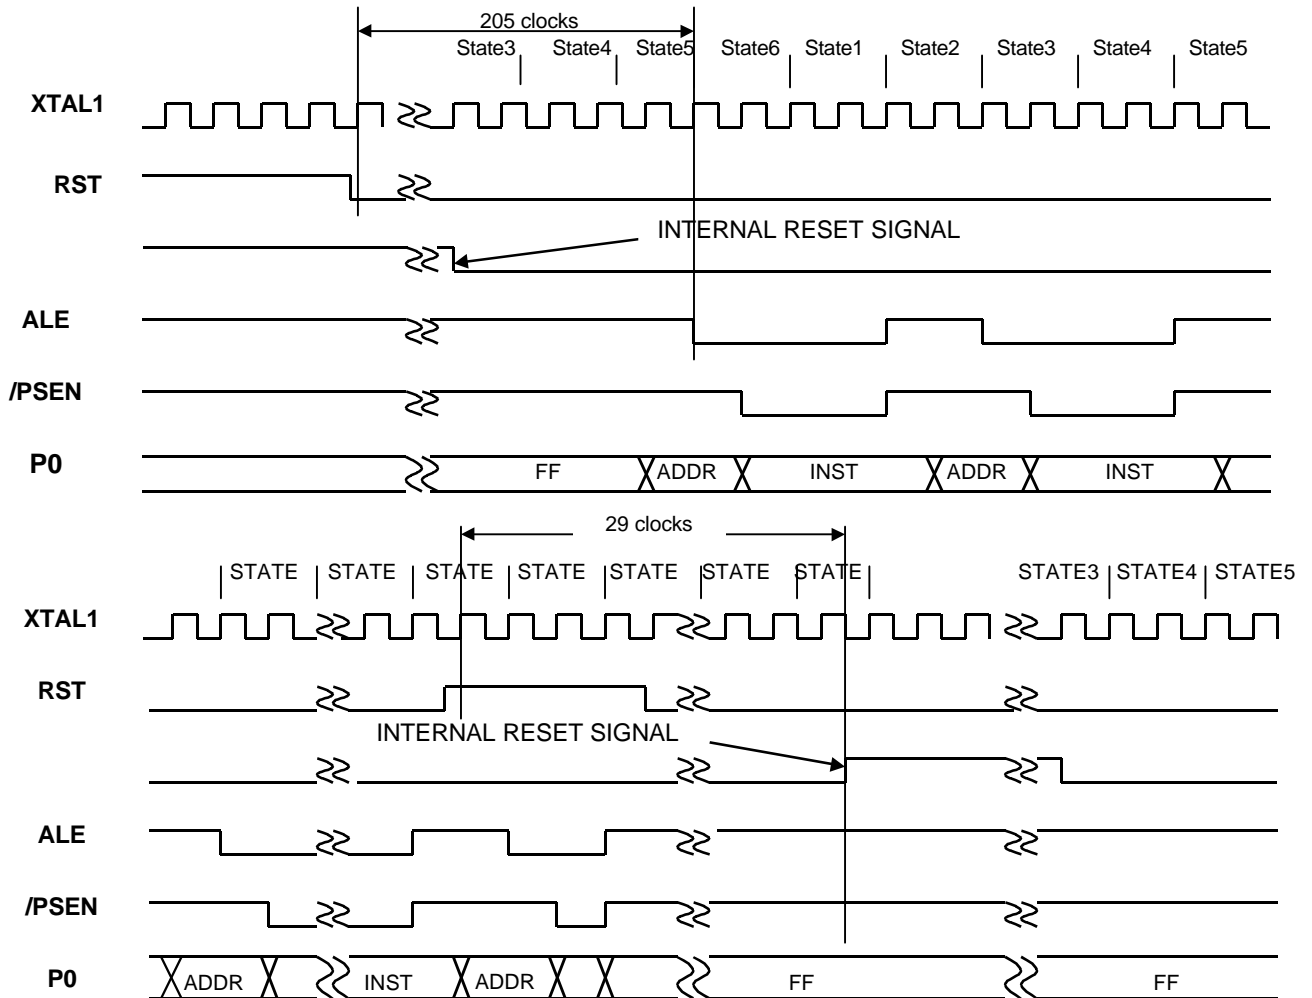 205 clocks
State3 State4 State5 State6 State1 State2 State3 State4 State5
XTAL1
RST
INTERNAL RESET SIGNAL
ALE
/PSEN
P0 FF ADDR INST ADDR INST
29 clocks
STATE STATE STATE STATE STATE STATE STATE STATE3 STATE4 STATE5
XTAL1
RST
INTERNAL RESET SIGNAL
ALE
/PSEN
P0 ADDR INST ADDR FF FF